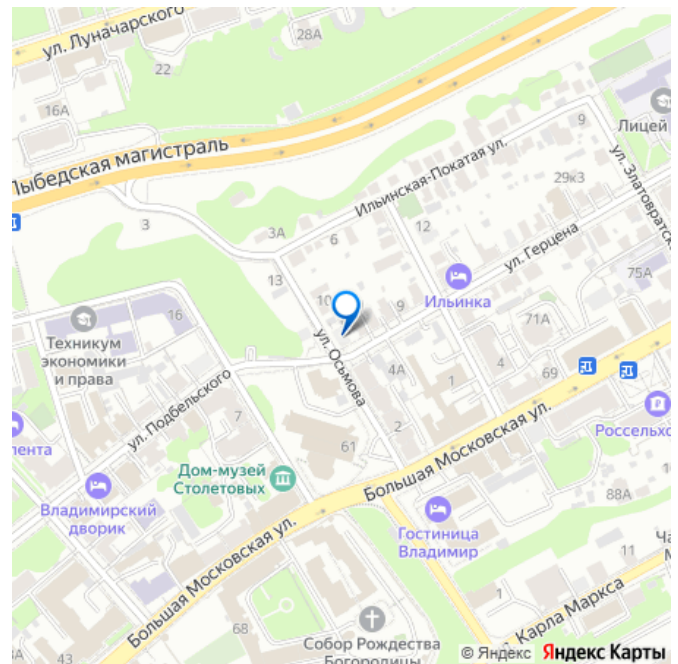 ул. Луначарского
28А
22
16А
Лыбедская магистраль
Лицей
9
Ильинская-Покатая ул.
ул. Златовратска
29к3
3
3А
6
12
ул. Герцена
13
75А
Ильинка
10
9
71А
16
Техникум
экономики
и права
ул. Осьмова
4А
4
69
1
ул. Подбельского
7
2
Россельхо
61
Большая Московская ул.
пента
Дом-музей
Столетовых
Владимирский
дворик
88А
Гостиница
Владимир
11
Ча
М
Большая Московская ул.
68
Карла Маркса
43
Собор Рождества
Богородицы
© Яндекс Яндекс Карты